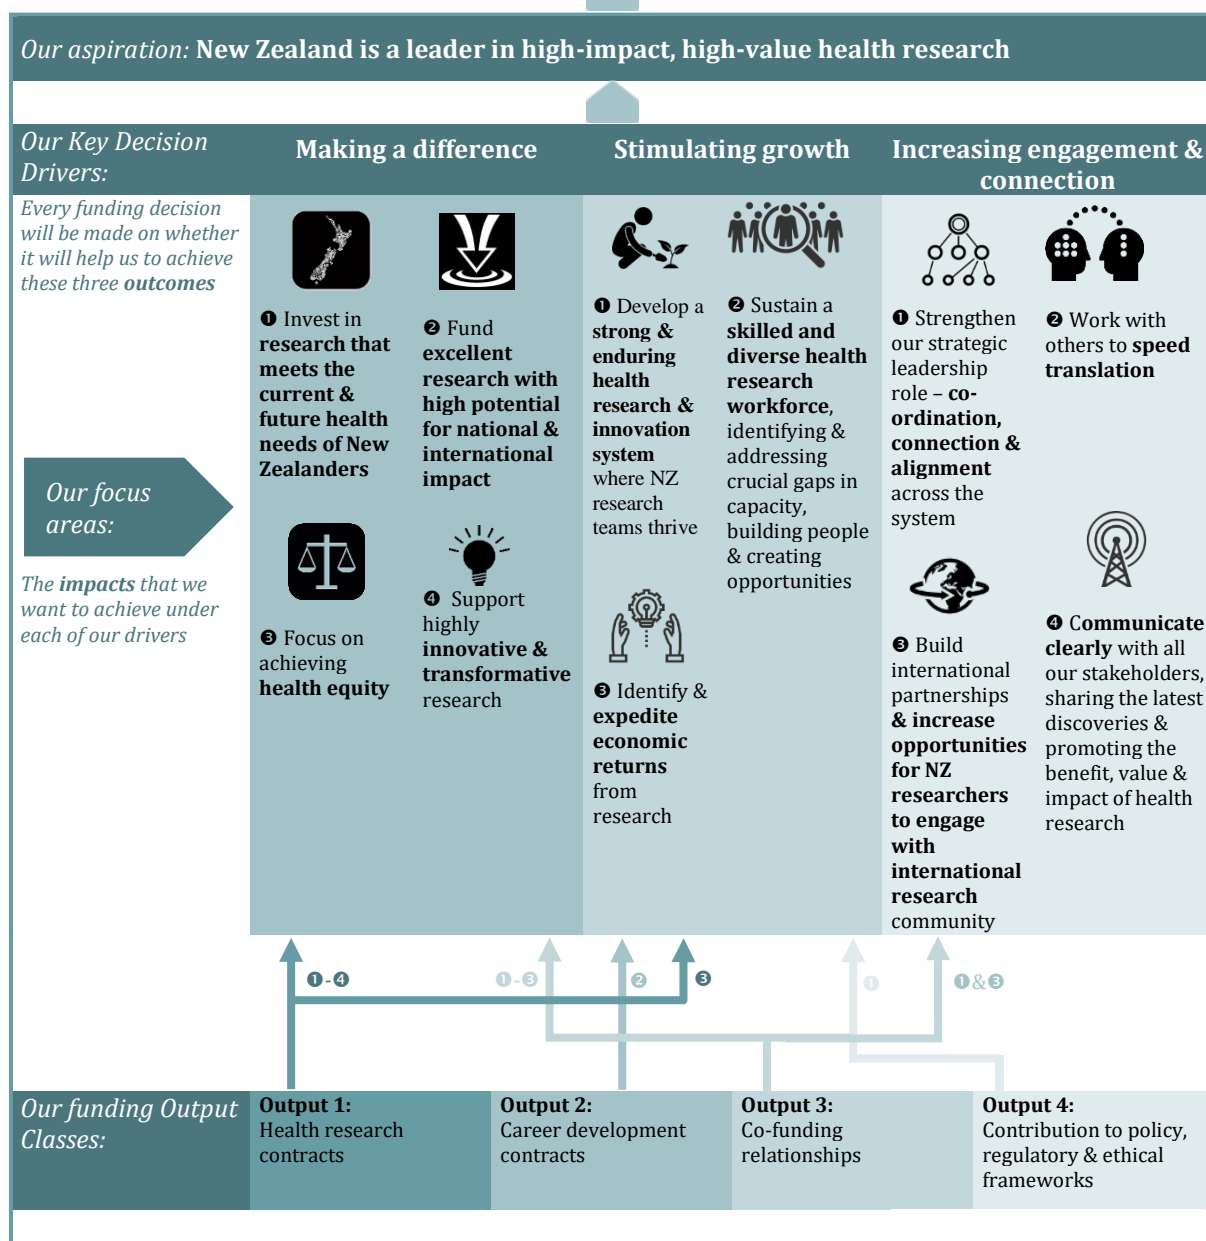 Our aspiration: New Zealand is a leader in high-impact, high-value health research
Our Key Decision
Drivers:
Making a difference
Stimulating growth
Increasing engagement &
connection
Every funding decision
will be made on whether
it will help us to achieve
these three outcomes
❶ Invest in
research that
meets the
current &
future health
needs of New
Zealanders
❷ Fund
excellent
research with
high potential
for national &
international
impact
❶ Develop a
strong &
enduring
health
research &
innovation
system
where NZ
research
teams thrive
❷ Sustain a
skilled and
diverse health
research
workforce,
identifying &
addressing
crucial gaps in
capacity,
building people
& creating
opportunities
❶ Strengthen
our strategic
leadership
role – co-
ordination,
connection &
alignment
across the
system
❷ Work with
others to speed
translation
Our focus
areas:
The impacts that we
want to achieve under
each of our drivers
❸ Focus on
achieving
health equity
❹ Support
highly
innovative &
transformative
research
❸ Identify &
expedite
economic
returns
from
research
❸ Build
international
partnerships
& increase
opportunities
for NZ
researchers
to engage
with
international
research
community
❹ Communicate
clearly with all
our stakeholders,
sharing the latest
discoveries &
promoting the
benefit, value &
impact of health
research
❶-❹
❶-❸
❷
❸
❶
❶&❸
Our funding Output
Classes:
Output 1:
Health research
contracts
Output 2:
Career development
contracts
Output 3:
Co-funding
relationships
Output 4:
Contribution to policy,
regulatory & ethical
frameworks